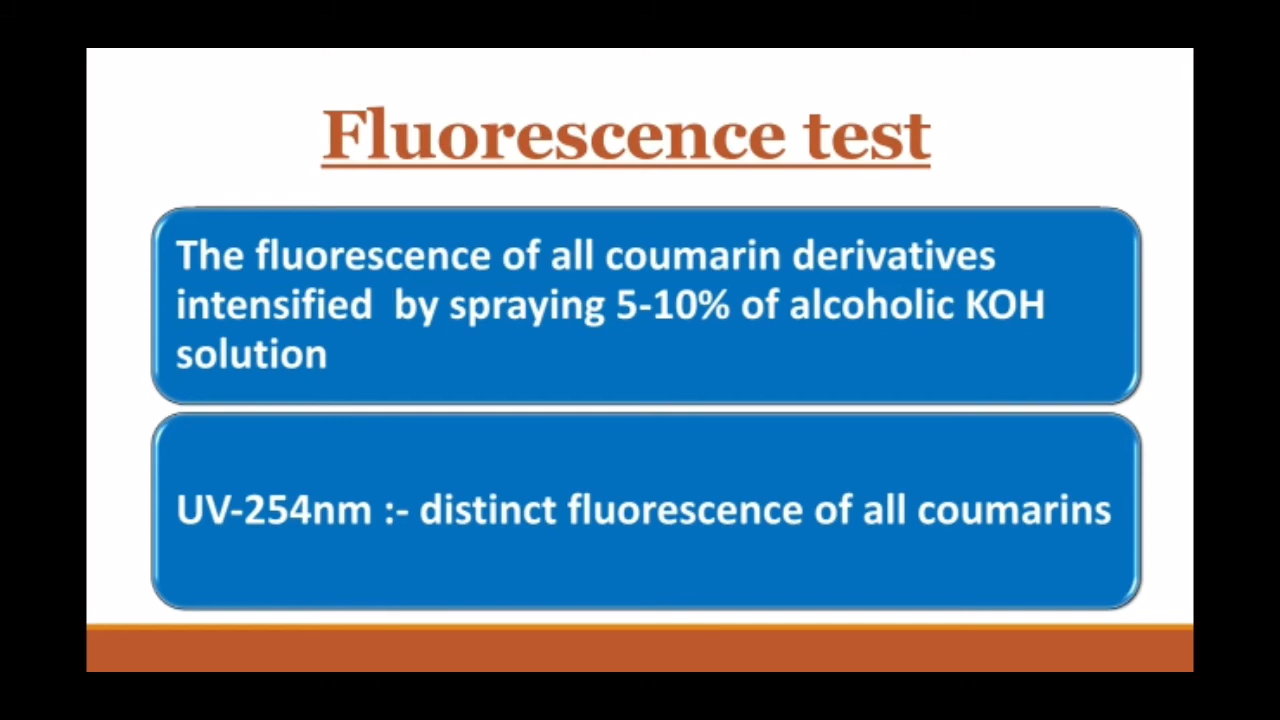 Fluorescence test
The fluorescence of all coumarin derivatives
intensified by spraying 5-10% of alcoholic KOH
solution
UV-254nm :- distinct fluorescence of all coumarins